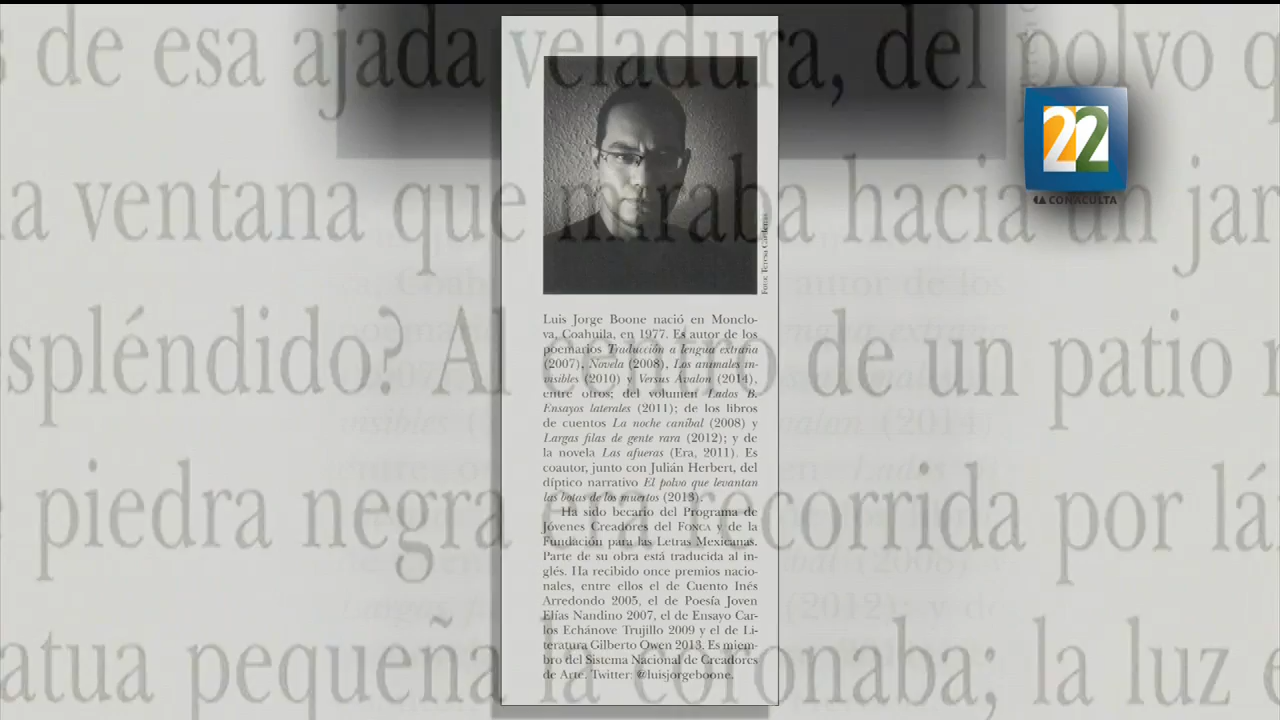 s de esa ajada veladura, del polvo q
la ventana que miraba hacia un jar
spléndido? Al centro de un patio
piedra negra recorrida por lá
atua pequeña la coronaba; la luz
22
LA CONACULTA
Foto: Teresa Cárdenas
Luis Jorge Boone nació en Monclo-
va, Coahuila, en 1977. Es autor de los
poemarios Traducción a lengua extraña
(2007), Novela (2008), Los animales in-
visibles (2010) y Versus Ávalon (2014),
entre otros; del volumen Lados B.
Ensayos laterales (2011); de los libros
de cuentos La noche caníbal (2008) y
Largas filas de gente rara (2012); y de
la novela Las afueras (Era, 2011). Es
coautor, junto con Julián Herbert, del
díptico narrativo El polvo que levantan
las botas de los muertos (2013).
Ha sido becario del Programa de
Jóvenes Creadores del FONCA y de la
Fundación para las Letras Mexicanas.
Parte de su obra está traducida al in-
glés. Ha recibido once premios nacio-
nales, entre ellos el de Cuento Inés
Arredondo 2005, el de Poesía Joven
Elías Nandino 2007, el de Ensayo Car-
los Echánove Trujillo 2009 y el de Li-
teratura Gilberto Owen 2013. Es miem-
bro del Sistema Nacional de Creadores
de Arte. Twitter: @luisjorgeboone.